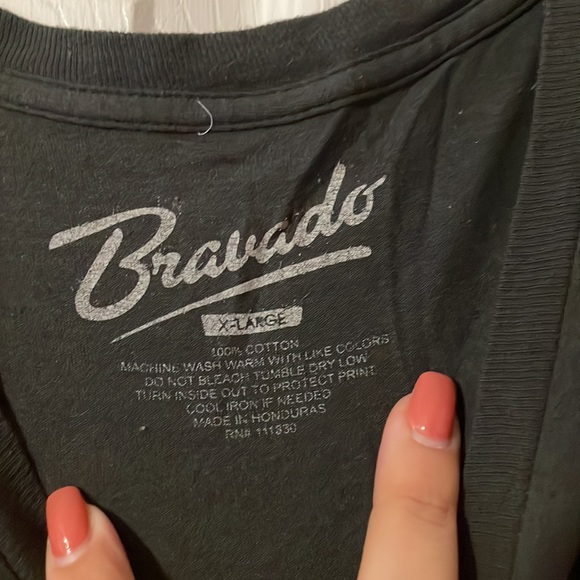 Bravado
X-LARGE
100% COTTON
MACHINE WASH WARM WITH LIKE COLORS
DO NOT BLEACH TUMBLE DRY LOW
TURN INSIDE OUT TO PROTECT PRINT
COOL IRON IF NEEDED
MADE IN HONDURAS
RN# 111330